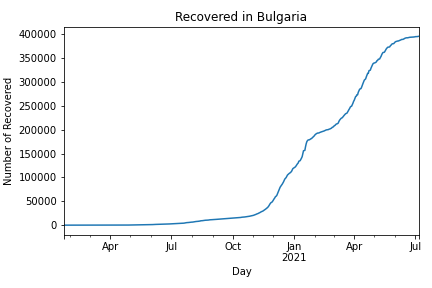 Recovered in Bulgaria
Number of Recovered
400000
350000
300000
250000
200000
150000
100000
50000
0
Apr Jul Oct Jan Apr Jul
2021
Day